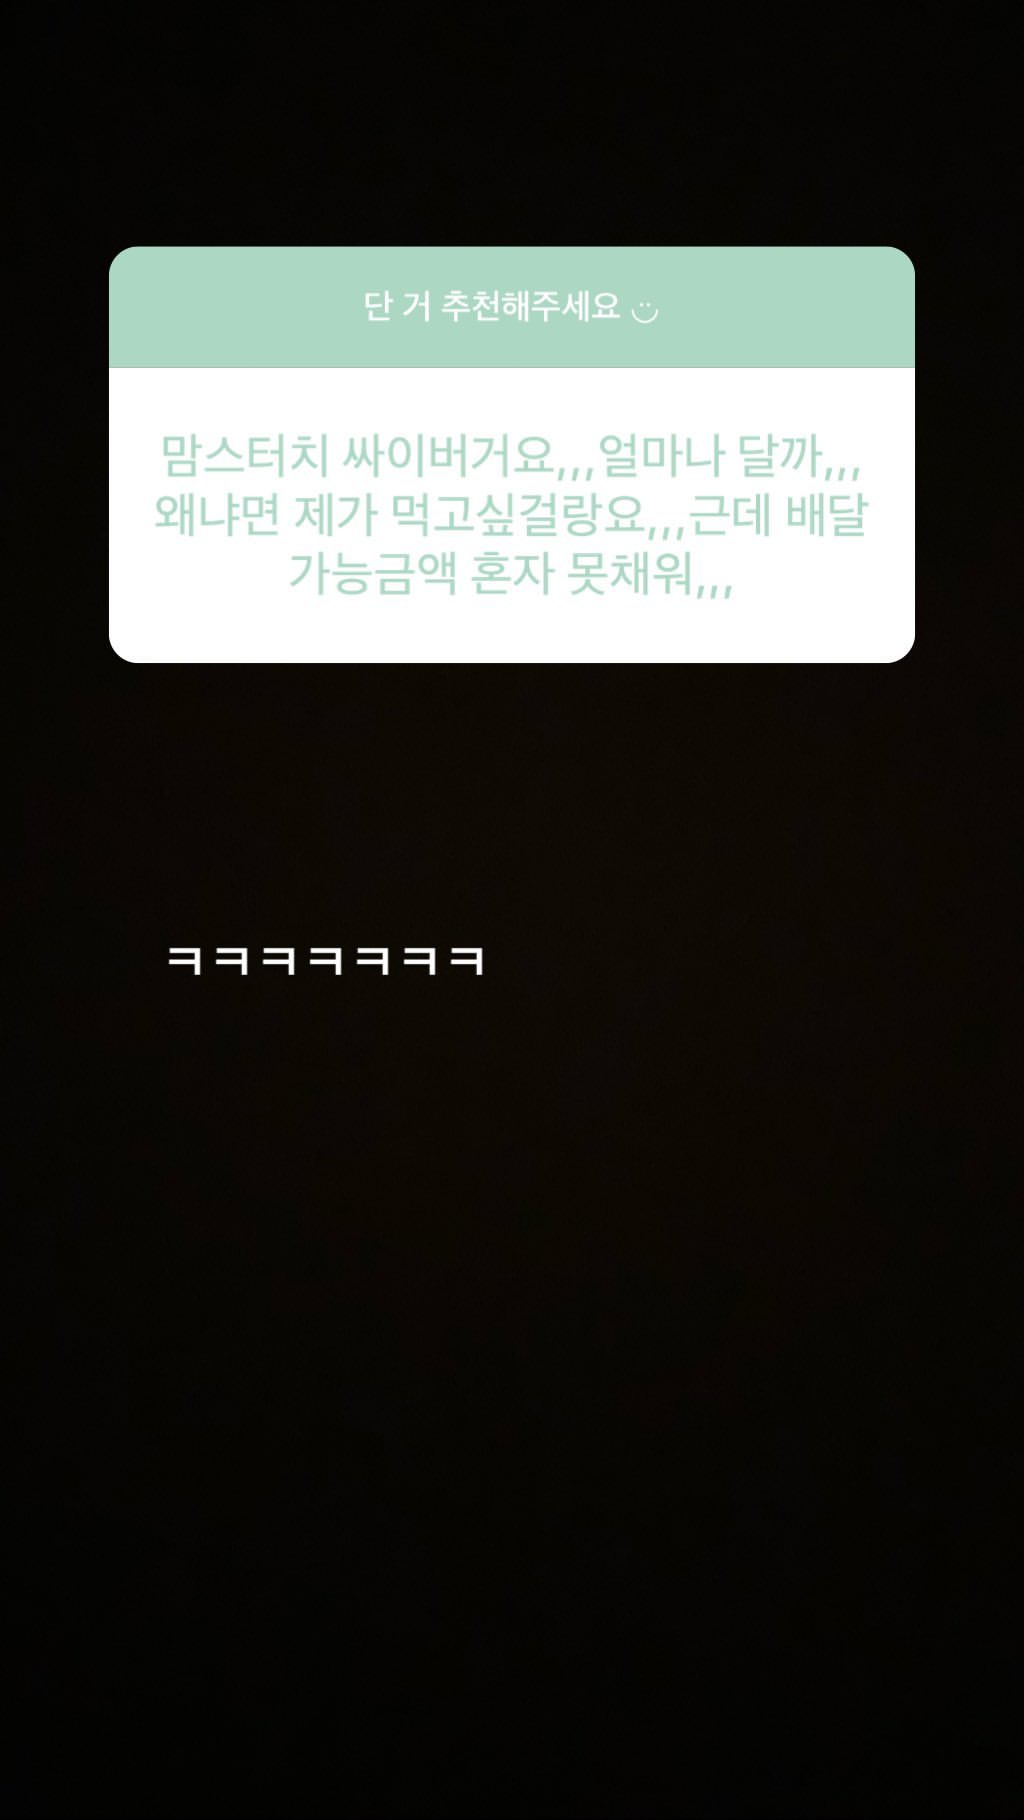 단 거 추천해주세요 ツ
맘스터치 싸이버거요,,,얼마나 달까,,,
왜냐면 제가 먹고싶걸랑요,,,근데 배달
가능금액 혼자 못채워,,,
ㅋㅋㅋㅋㅋㅋㅋ